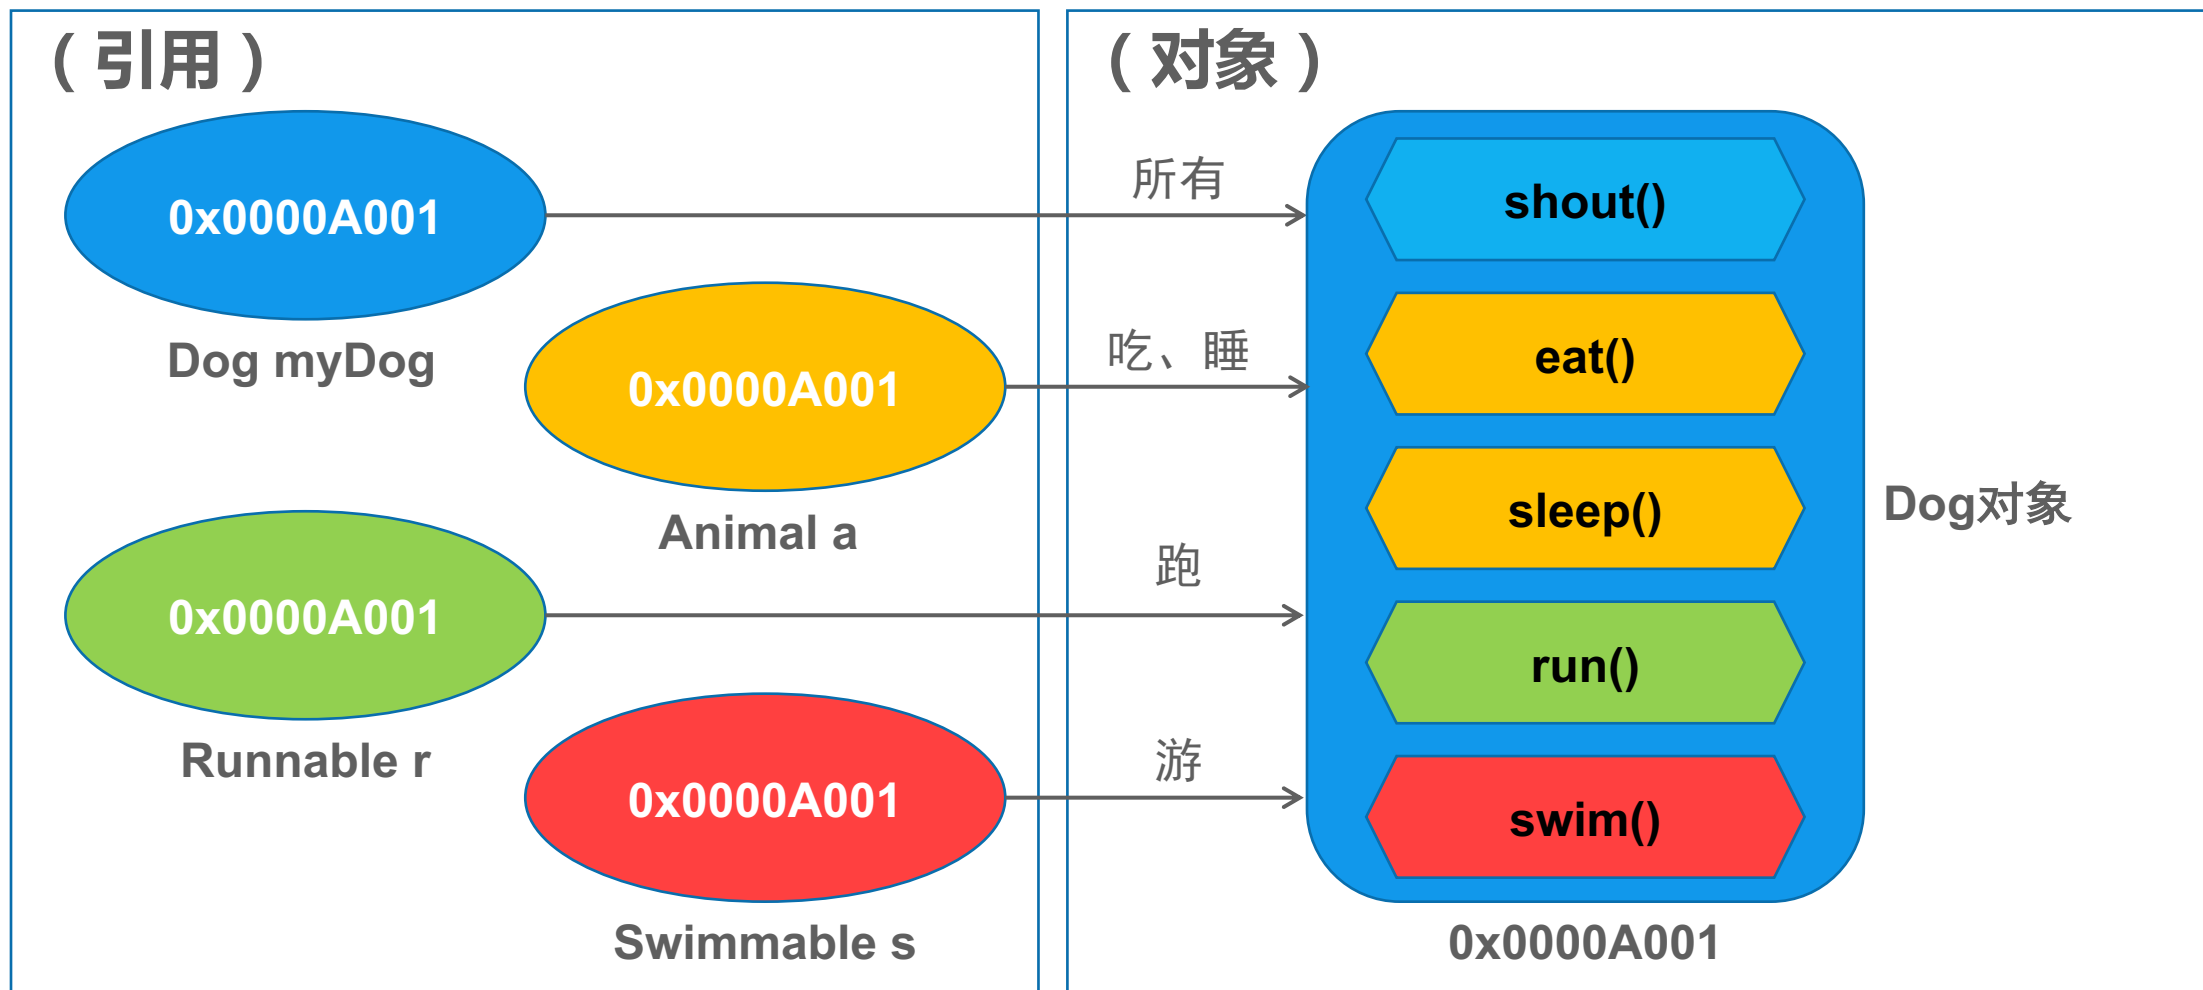 （引用）
0x0000A001
Dog myDog
0x0000A001
Animal a
0x0000A001
Runnable r
0x0000A001
Swimmable s
（对象）
所有
吃、睡
跑
游
shout()
eat()
sleep()
run()
swim()
Dog对象
0x0000A001